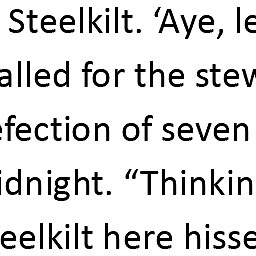 Steelkilt. ‘Aye, le
alled for the stew
efection of seven
idnight. “Thinkin
eelkilt here hisse